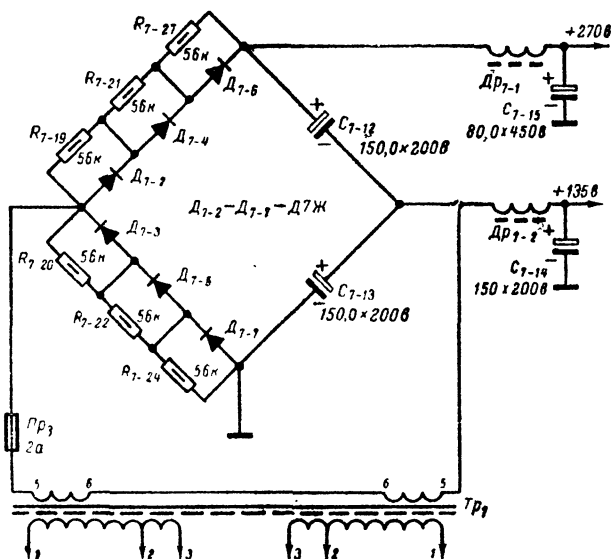 R7-27
56к
R7-21
56к
R7-19
56к
Д7-6
Д7-4
Д7-2
+270в
Др7-1
+
-
C7-15
80,0×450в
+
-
C7-12
150,0×200в
Д7-2–Д7-7–Д7Ж
+135в
Др7-2
+
-
C7-14
150×200в
Д7-3
Д7-5
Д7-7
R7-20
56к
R7-22
56к
R7-24
56к
+
-
C7-13
150,0×200в
Пр3
2а
5
6
6
5
Тр1
1
2
3
3
2
1